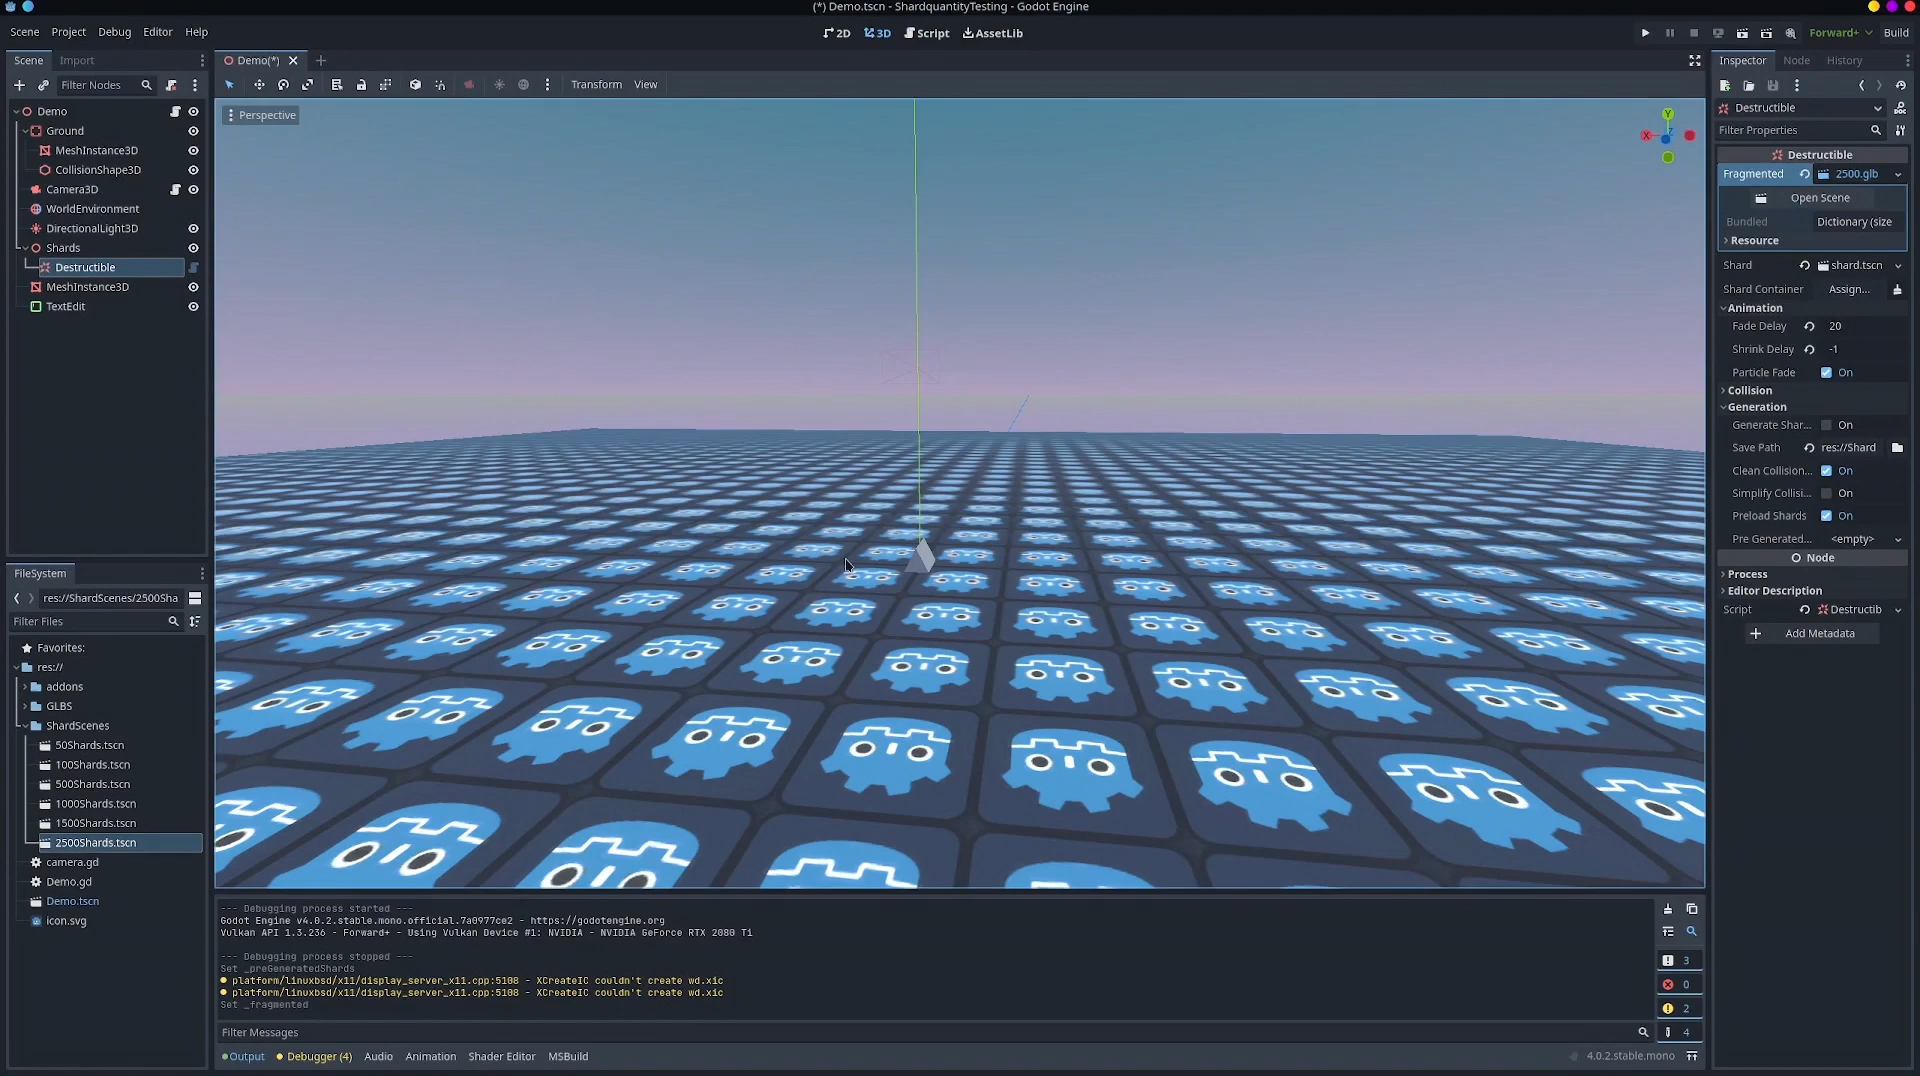 (*) Demo.tscn - ShardquantityTesting - Godot Engine
Scene Project Debug Editor Help
2D 3D Script AssetLib
Forward+ Build
Scene Import
Filter Nodes
Demo
Ground
MeshInstance3D
CollisionShape3D
Camera3D
WorldEnvironment
DirectionalLight3D
Shards
Destructible
MeshInstance3D
TextEdit
FileSystem
res://ShardScenes/2500Sha
Filter Files
Favorites:
res://
addons
GLBS
ShardScenes
50Shards.tscn
100Shards.tscn
500Shards.tscn
1000Shards.tscn
1500Shards.tscn
2500Shards.tscn
camera.gd
Demo.gd
Demo.tscn
icon.svg
Demo(*)
Transform View
Perspective
Y
X
Z
--- Debugging process started ---
Godot Engine v4.0.2.stable.mono.official.7a0977ce2 - https://godotengine.org
Vulkan API 1.3.236 - Forward+ - Using Vulkan Device #1: NVIDIA - NVIDIA GeForce RTX 2080 Ti
--- Debugging process stopped ---
Set _preGeneratedShards
platform/linuxbsd/x11/display_server_x11.cpp:5108 - XCreateIC couldn't create wd.xic
platform/linuxbsd/x11/display_server_x11.cpp:5108 - XCreateIC couldn't create wd.xic
Set _fragmented
3
0
2
4
Filter Messages
Output Debugger (4) Audio Animation Shader Editor MSBuild
4.0.2.stable.mono
Inspector Node History
Destructible
Filter Properties
Destructible
Fragmented 2500.glb
Open Scene
Bundled Dictionary (size
Resource
Shard shard.tscn
Shard Container Assign...
Animation
Fade Delay 20
Shrink Delay -1
Particle Fade On
Collision
Generation
Generate Shar... On
Save Path res://Shard
Clean Collision... On
Simplify Collisi... On
Preload Shards On
Pre Generated... <empty>
Node
Process
Editor Description
Script Destructib
Add Metadata